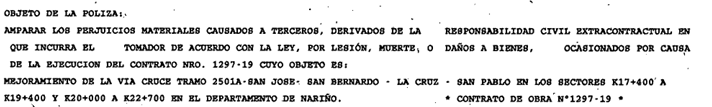 OBJETO DE LA POLIZA:
AMPARAR LOS PERJUICIOS MATERIALES CAUSADOS A TERCEROS, DERIVADOS DE LA RESPONSABILIDAD CIVIL EXTRACONTRACTUAL EN
QUE INCURRA EL TOMADOR DE ACUERDO CON LA LEY, POR LESIÓN, MUERTE, O DAÑOS A BIENES, OCASIONADOS POR CAUSA
DE LA EJECUCION DEL CONTRATO NRO. 1297-19 CUYO OBJETO ES:
MEJORAMIENTO DE LA VIA CRUCE TRAMO 2501A-SAN JOSE- SAN BERNARDO - LA CRUZ - SAN PABLO EN LOS SECTORES K17+400 A
K19+400 Y K20+000 A K22+700 EN EL DEPARTAMENTO DE NARIÑO. * CONTRATO DE OBRA N°1297-19 *